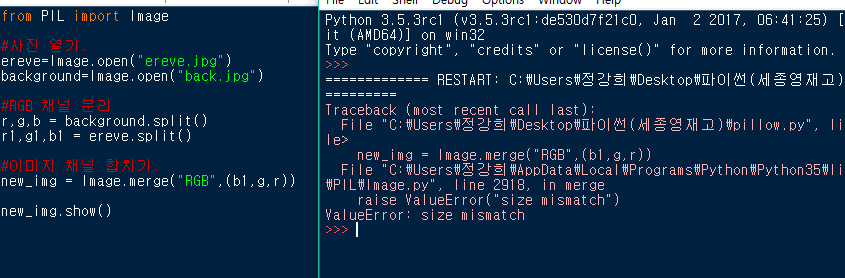 from PIL import Image
#사진 열기.
ereve=Image.open("ereve.jpg")
background=Image.open("back.jpg")
#RGB 채널 분리
r,g,b = background.split()
r1,g1,b1 = ereve.split()
#이미지 채널 합치기.
new_img = Image.merge("RGB",(b1,g,r))
new_img.show()
File Edit Shell Debug Options Window Help
Python 3.5.3rc1 (v3.5.3rc1:de530d7f21c0, Jan  2 2017, 06:41:25) [
it (AMD64)] on win32
Type "copyright", "credits" or "license()" for more information.
>>>
============= RESTART: C:\Users\정강희\Desktop\파이썬(세종영재고)
=========
Traceback (most recent call last):
  File "C:\Users\정강희\Desktop\파이썬(세종영재고)\pillow.py", li
le>
    new_img = Image.merge("RGB",(b1,g,r))
  File "C:\Users\정강희\AppData\Local\Programs\Python\Python35\li
\PIL\Image.py", line 2918, in merge
    raise ValueError("size mismatch")
ValueError: size mismatch
>>>